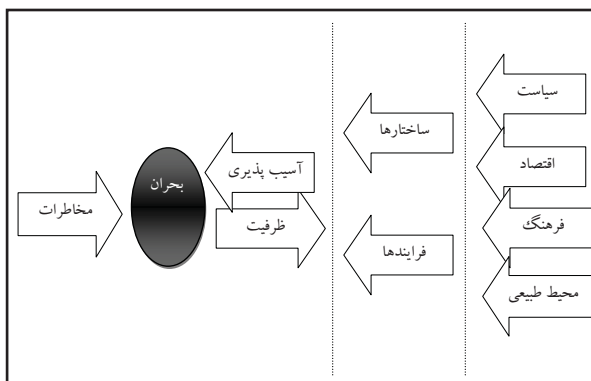 سیاست
ساختارها
اقتصاد
آسیب پذیری
بحران
مخاطرات
ظرفیت
فرهنگ
فرایندها
محیط طبیعی